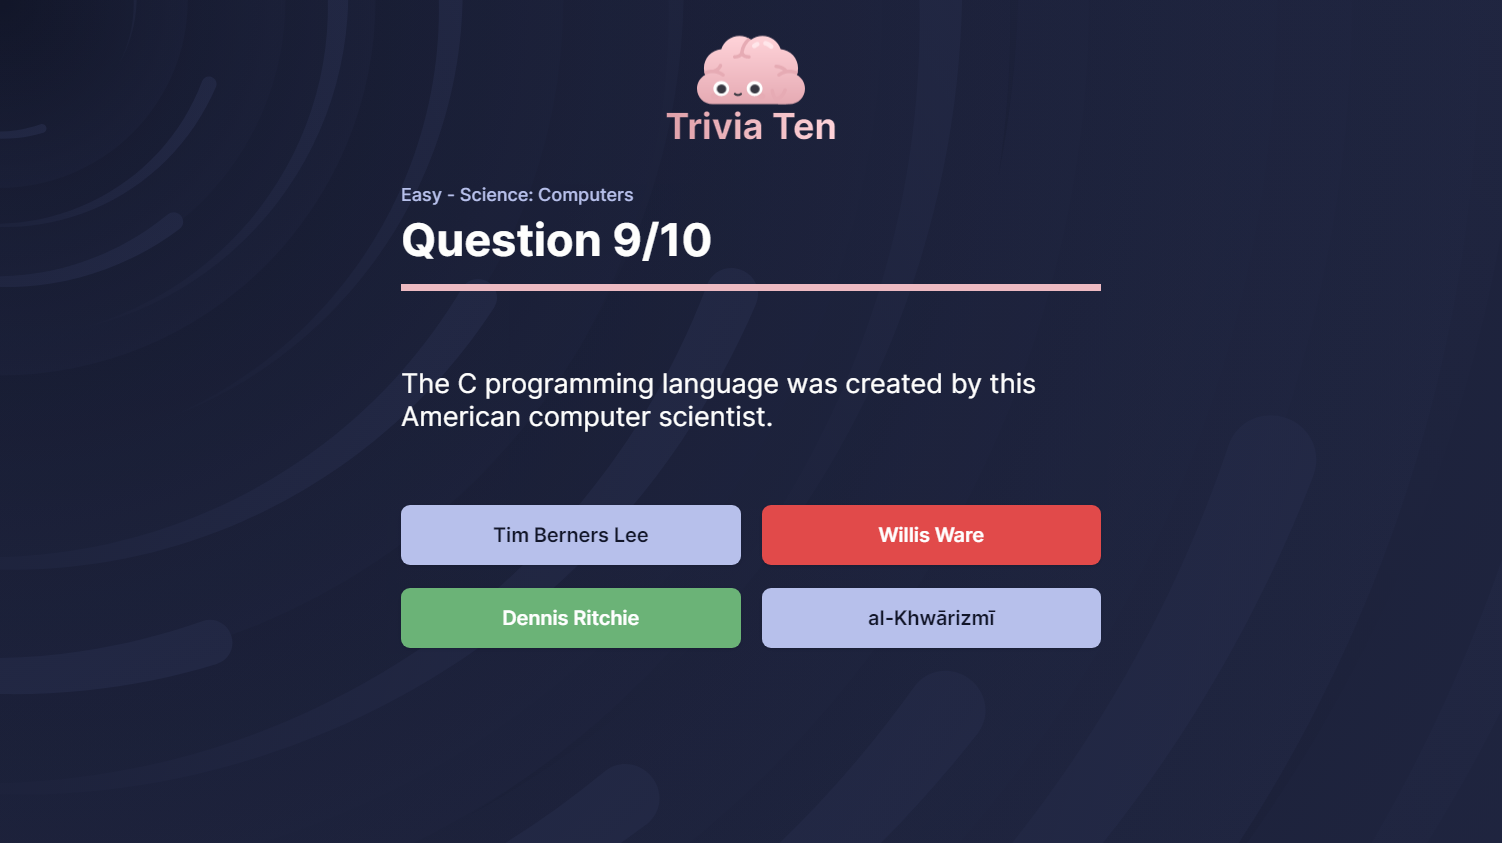 Trivia Ten
Easy - Science: Computers
Question 9/10
The C programming language was created by this
American computer scientist.
Tim Berners Lee
Willis Ware
Dennis Ritchie
al-Khwārizmī